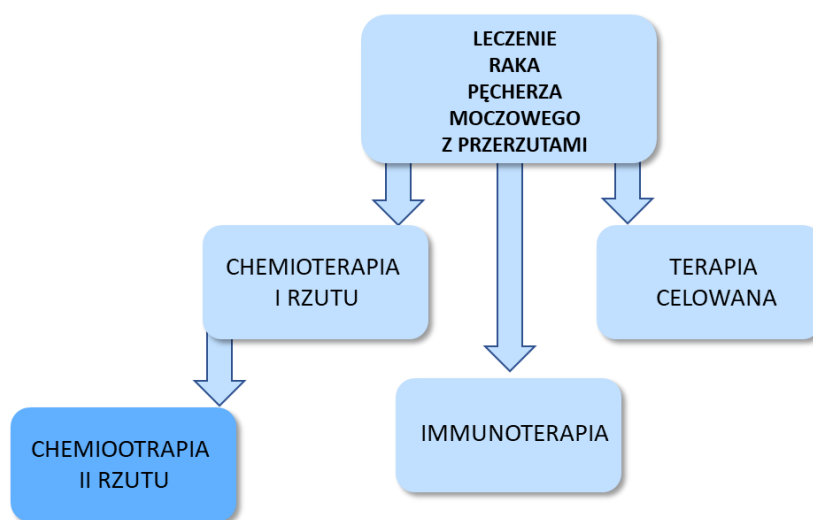 LECZENIE
RAKA
PĘCHERZA
MOCZOWEGO
Z PRZERZUTAMI
CHEMIOTERAPIA
I RZUTU
TERAPIA
CELOWANA
IMMUNOTERAPIA
CHEMIOOTRAPIA
II RZUTU